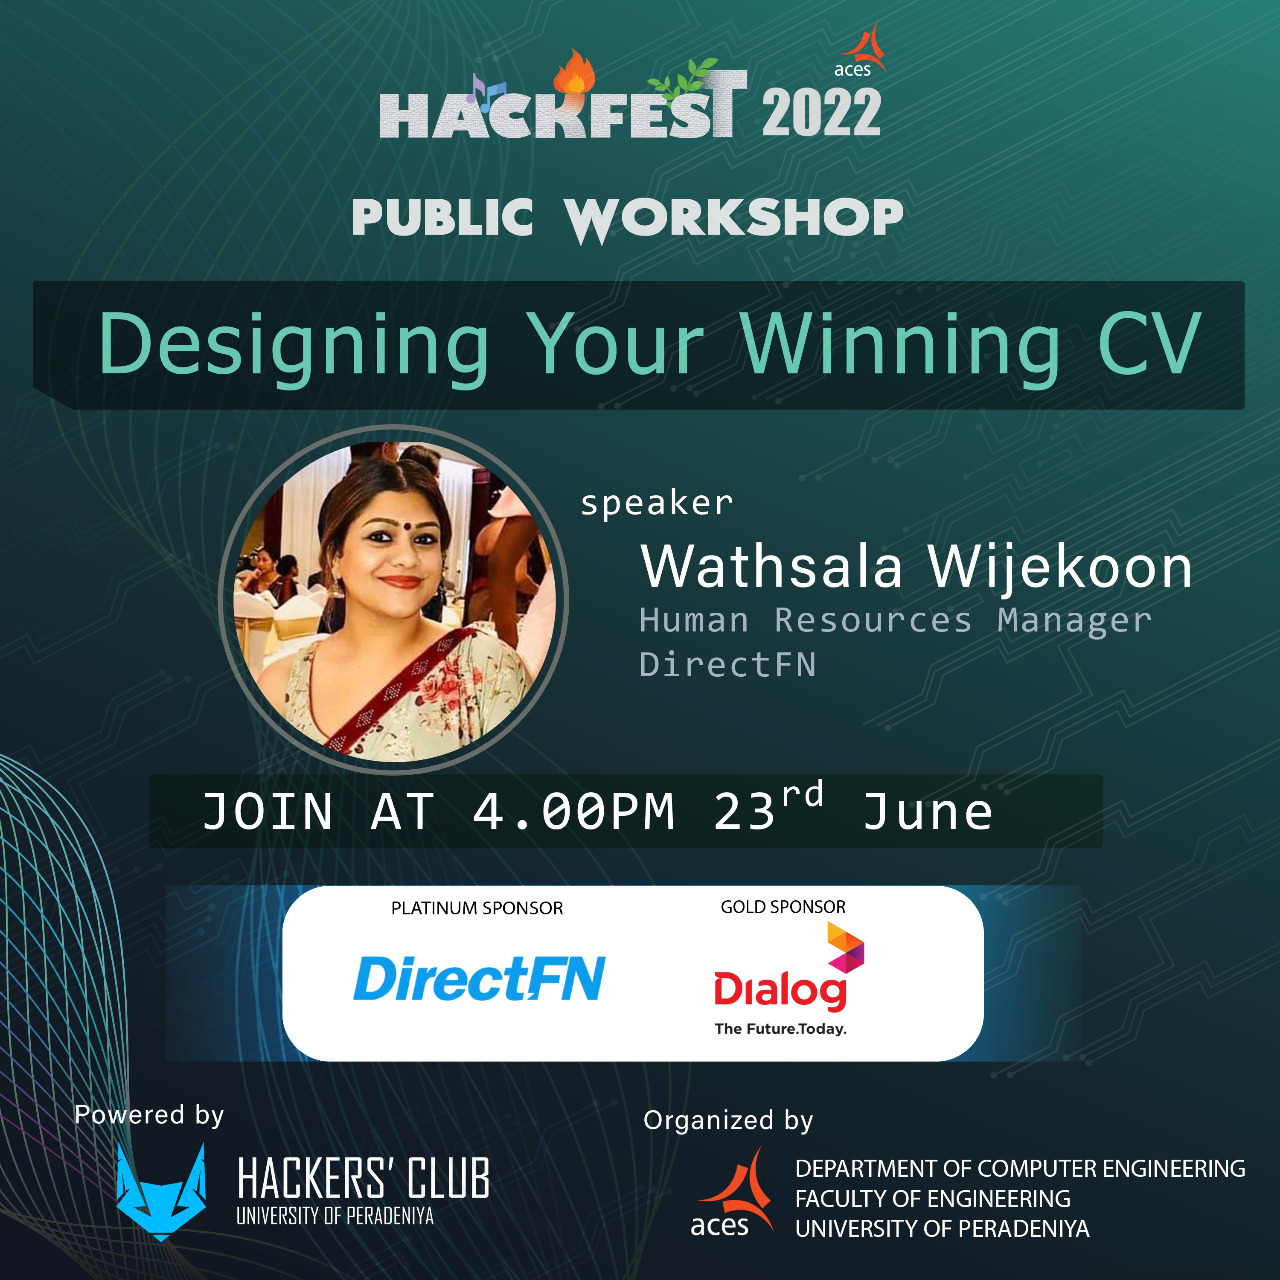 HACKFEST 2022
aces
PUBLIC WORKSHOP
Designing Your Winning CV
speaker
Wathsala Wijekoon
Human Resources Manager
DirectFN
JOIN AT 4.00PM 23rd June
PLATINUM SPONSOR
DirectFN
GOLD SPONSOR
Dialog
The Future.Today.
Powered by
HACKERS' CLUB
UNIVERSITY OF PERADENIYA
Organized by
aces
DEPARTMENT OF COMPUTER ENGINEERING
FACULTY OF ENGINEERING
UNIVERSITY OF PERADENIYA